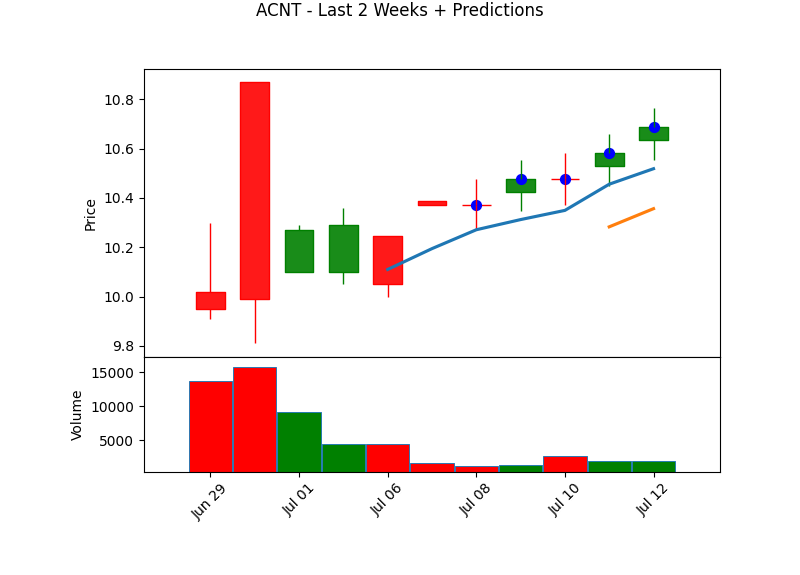 ACNT - Last 2 Weeks + Predictions
Price
10.8
10.6
10.4
10.2
10.0
9.8
Volume
15000
10000
5000
Jun 29
Jul 01
Jul 06
Jul 08
Jul 10
Jul 12